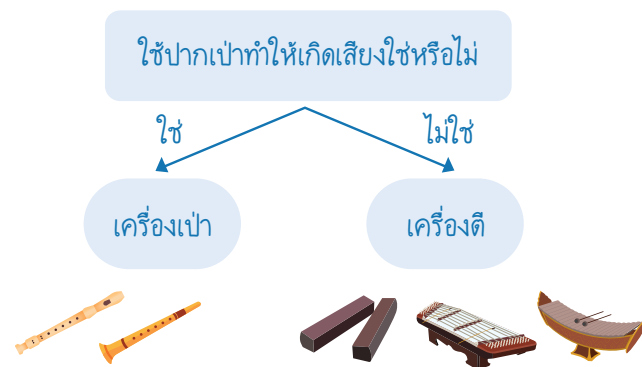 ใช้ปากเป่าทำให้เกิดเสียงใช่หรือไม่
ใช่
ไม่ใช่
เครื่องเป่า
เครื่องตี